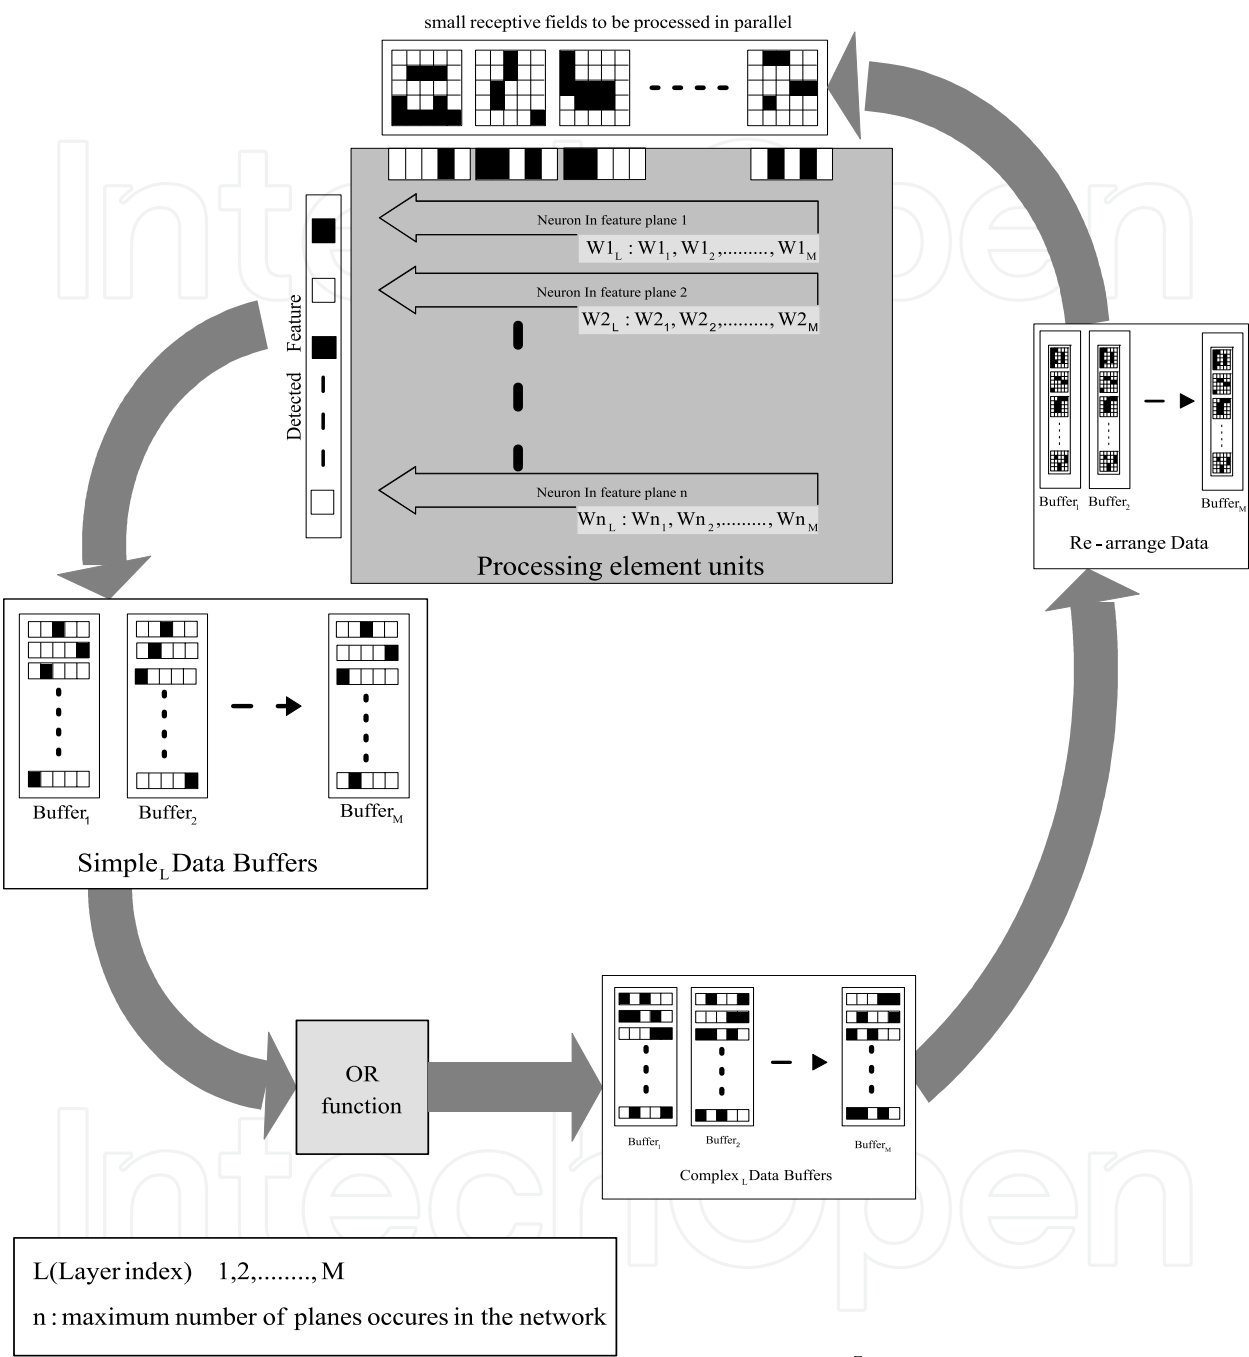 small receptive fields to be processed in parallel
Neuron In feature plane 1
W1L : W11, W12,........., W1M
Neuron In feature plane 2
W2L : W21, W22,........., W2M
Neuron In feature plane n
WnL : Wn1, Wn2,........., WnM
Processing element units
Detected Feature
Buffer1 Buffer2 BufferM
Re - arrange Data
Buffer1 Buffer2 BufferM
SimpleL Data Buffers
OR
function
Buffer1 Buffer2 BufferM
ComplexL Data Buffers
L(Layer index) 1,2,........, M
n : maximum number of planes occures in the network
IntechOpen
IntechOpen